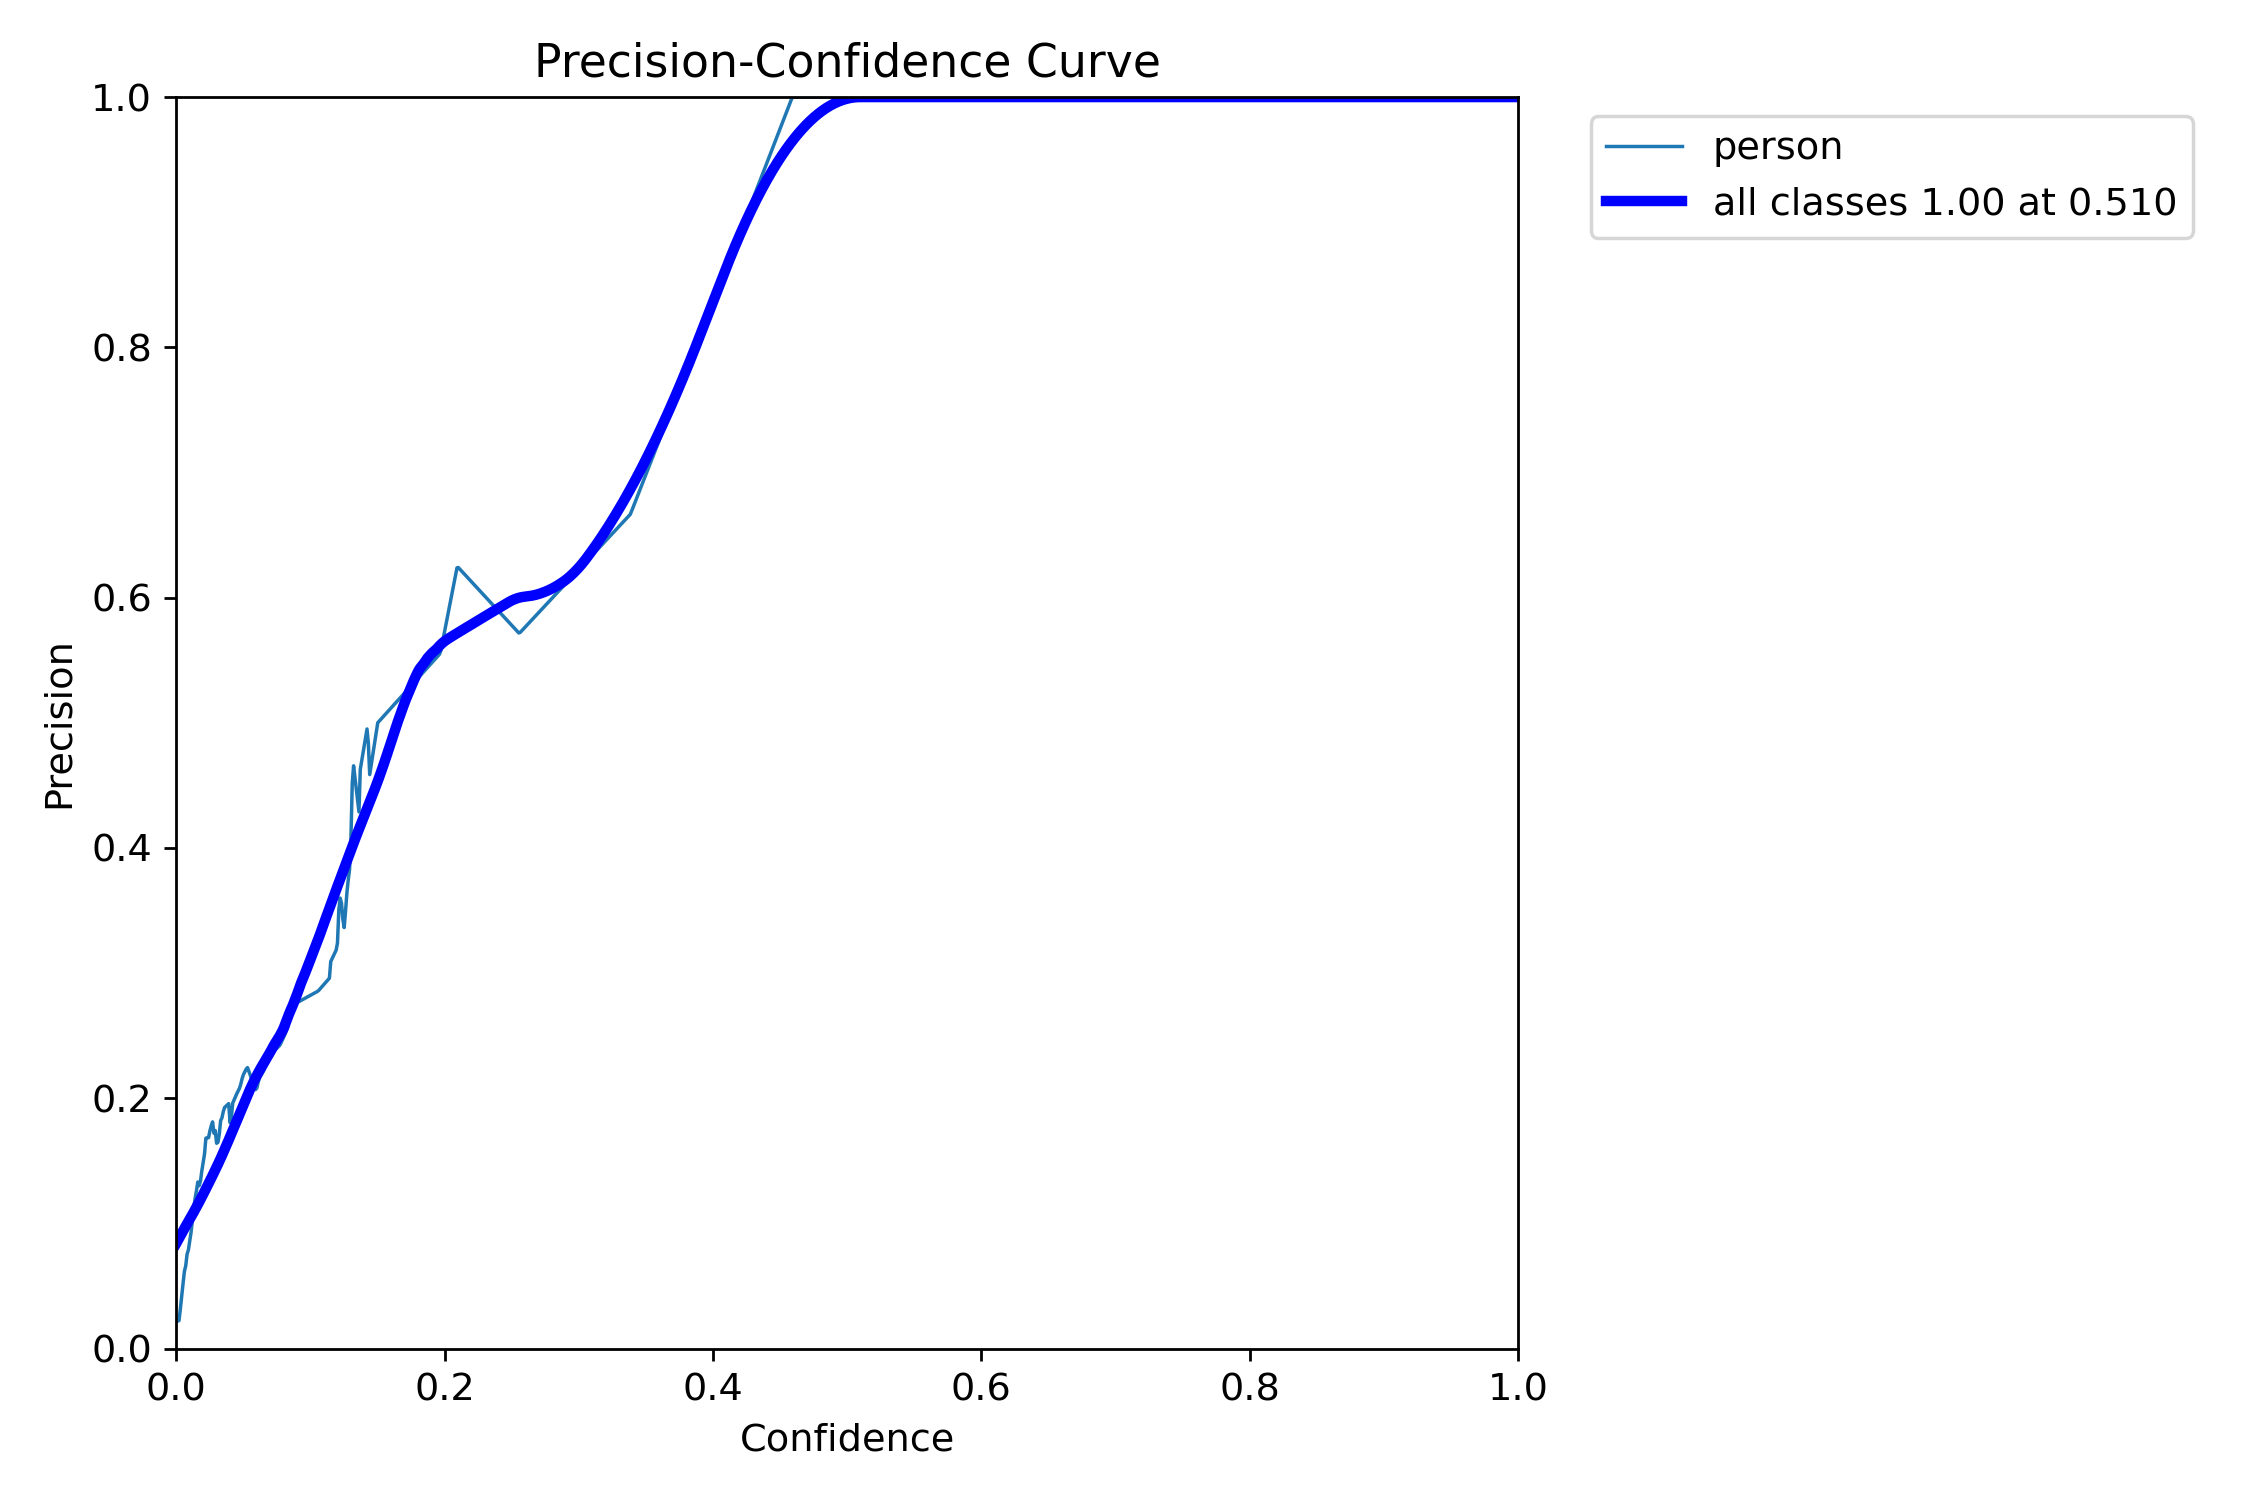 Precision-Confidence Curve
1.0
0.8
0.6
0.4
0.2
0.0
Precision
0.0 0.2 0.4 0.6 0.8 1.0
Confidence
person
all classes 1.00 at 0.510